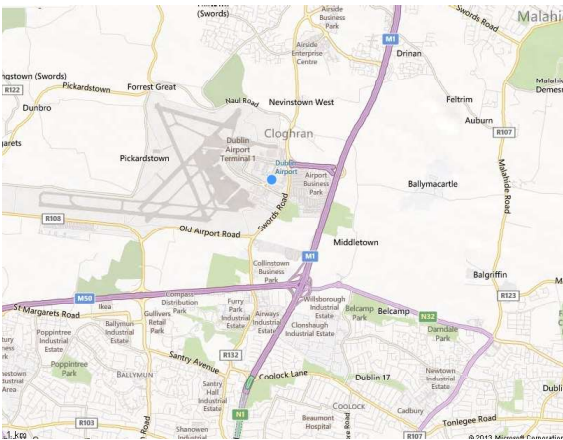 (Swords)
Airside
Business
Park
Swords Road
Malahi
M1
Drinan
Airside
Enterprise
Centre
ngstown (Swords)
R122
Pickardstown
Forrest Great
Dunbro
Naul Road
Nevinstown West
Feltrim
Auburn
Demes
R107
Cloghran
Pickardstown
Dublin
Airport
Terminal 1
Dublin
Airport
Airport
Business
Park
Ballymacartle
Malahide Road
R108
Swords Road
Old Airport Road
Middletown
M1
Collinstown
Business
Park
Balgriffin
R123
M50
Ikea
Compass
Distribution
Park
St Margarets Road
Gullivers
Retail
Park
Furry
Park
Industrial
Estate
Airways
Industrial
Estate
Willsborough
Industrial
Estate
Clonshaugh
Industrial
Estate
Belcamp
Park
Belcamp
N32
Darndale
Park
Poppintree
Industrial
Estate
Ballymun
Industrial
Estate
Poppintree
Park
R132
Santry Avenue
BALLYMUN
Santry
Hall
Industrial
Estate
Coolock Lane
Dublin 17
Newtown
Industrial
Estate
N1
COOLOCK
Cadbury
R103
Road
Shanowen
Industrial
Beaumont
Hospital
R107
Tonlegee Road
1 km
© 2013 Microsoft Corporation